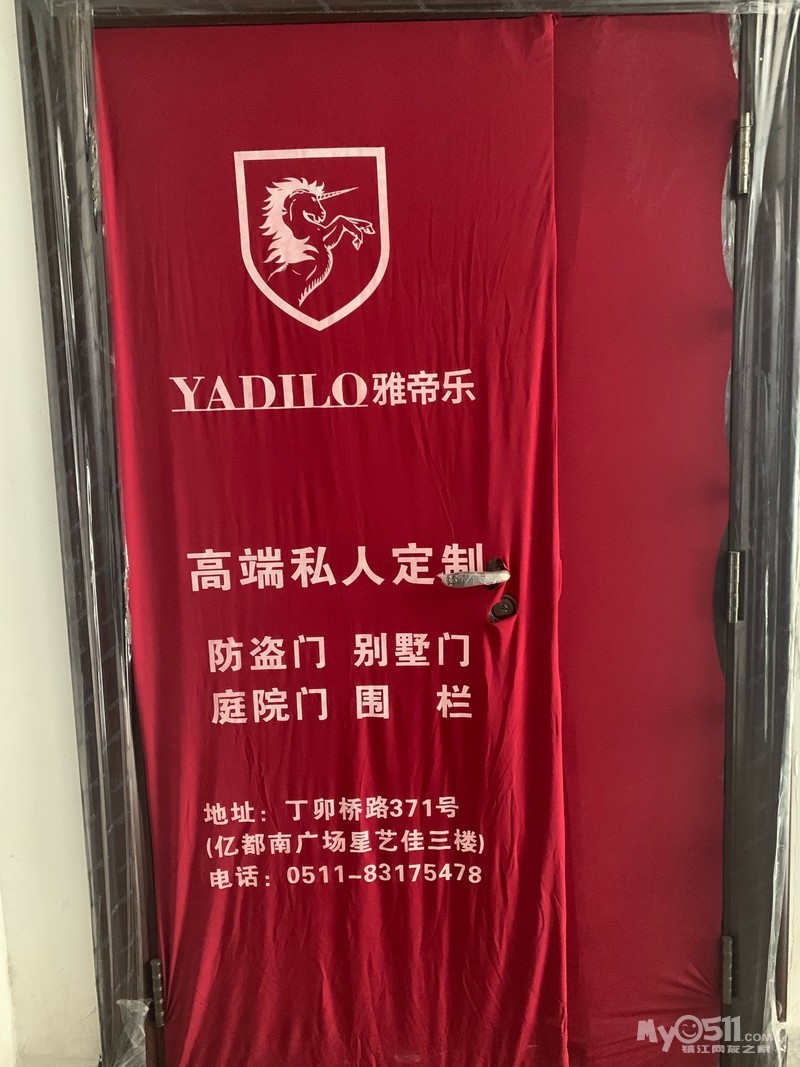 YADILO雅帝乐
高端私人定制
防盗门 别墅门
庭院门 围 栏
地址：丁卯桥路371号
(亿都南广场星艺佳三楼)
电话：0511-83175478
My0511.COM
镇江网友之家